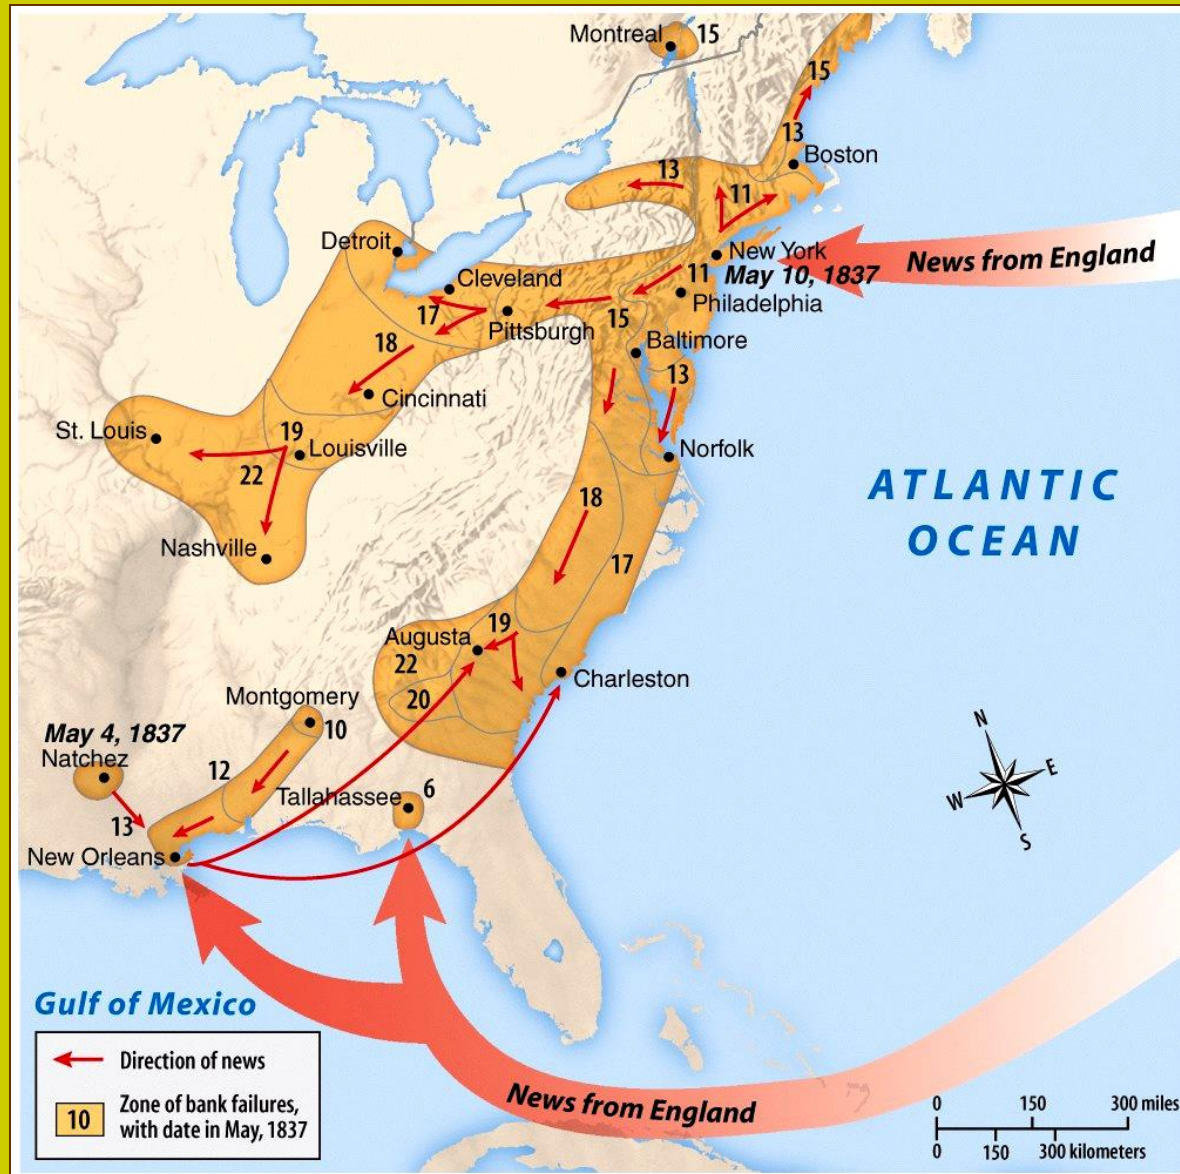 Montreal
15
15
13
Boston
13
11
Detroit
New York
News from England
Cleveland
11
May 10, 1837
17
Philadelphia
Pittsburgh
15
18
Baltimore
13
Cincinnati
St. Louis
19
Louisville
Norfolk
22
18
ATLANTIC
OCEAN
Nashville
17
19
Augusta
22
Charleston
20
Montgomery
10
May 4, 1837
Natchez
12
6
Tallahassee
N
E
W
S
13
New Orleans
Gulf of Mexico
Direction of news
10
Zone of bank failures,
with date in May, 1837
News from England
0 150 300 miles
0 150 300 kilometers